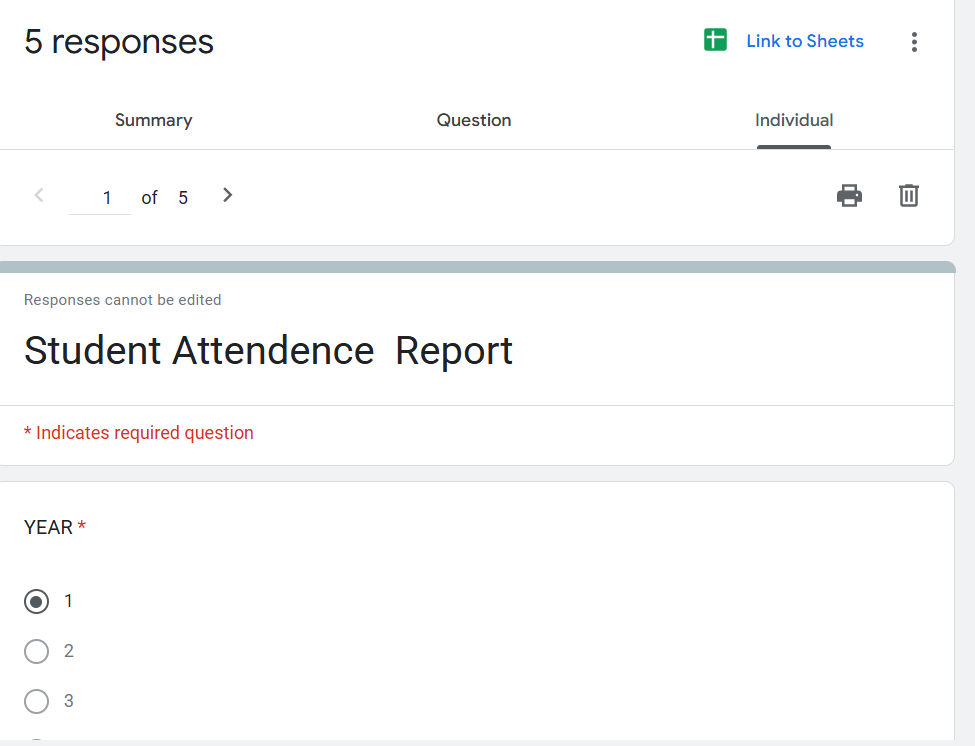 5 responses
Link to Sheets
Summary Question Individual
1 of 5
Responses cannot be edited
Student Attendence  Report
* Indicates required question
YEAR *
1
2
3